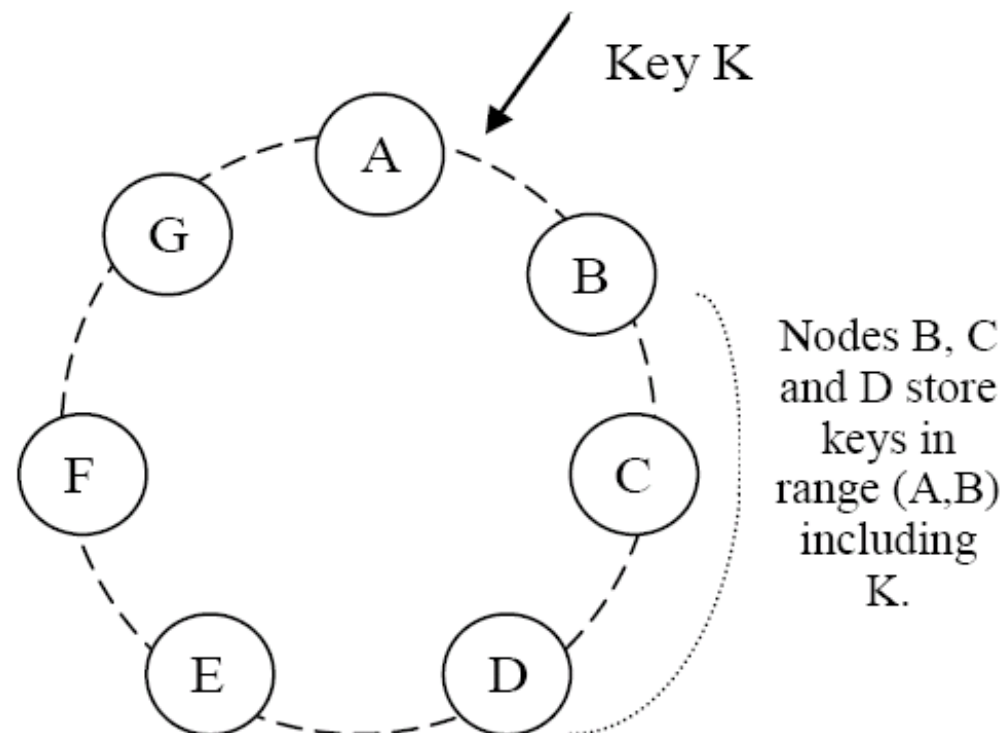 Key K
A
G
B
Nodes B, C
and D store
keys in
range (A,B)
including
K.
F
C
E
D